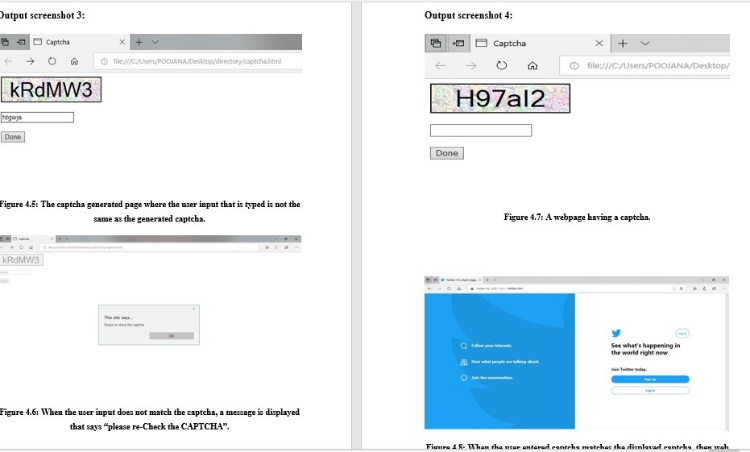 Output screenshot 3:
Captcha
file:///C:/Users/POOJANA/Desktop/directory/captcha.html
kRdMW3
htgwja
Done
Figure 4.5: The captcha generated page where the user input that is typed is not the
same as the generated captcha.
Captcha
kRdMW3
This site says...
Please re-check the captcha
OK
Figure 4.6: When the user input does not match the captcha, a message is displayed
that says “please re-Check the CAPTCHA”.
Output screenshot 4:
Captcha
file:///C:/Users/POOJANA/Desktop/
H97aI2
Done
Figure 4.7: A webpage having a captcha.
Follow your interests.
Hear what people are talking about.
Join the conversation.
Log in
See what's happening in
the world right now
Join Twitter today.
Sign Up
Log in
Figure 4.8: When the user entered captcha matches the displayed captcha, then web